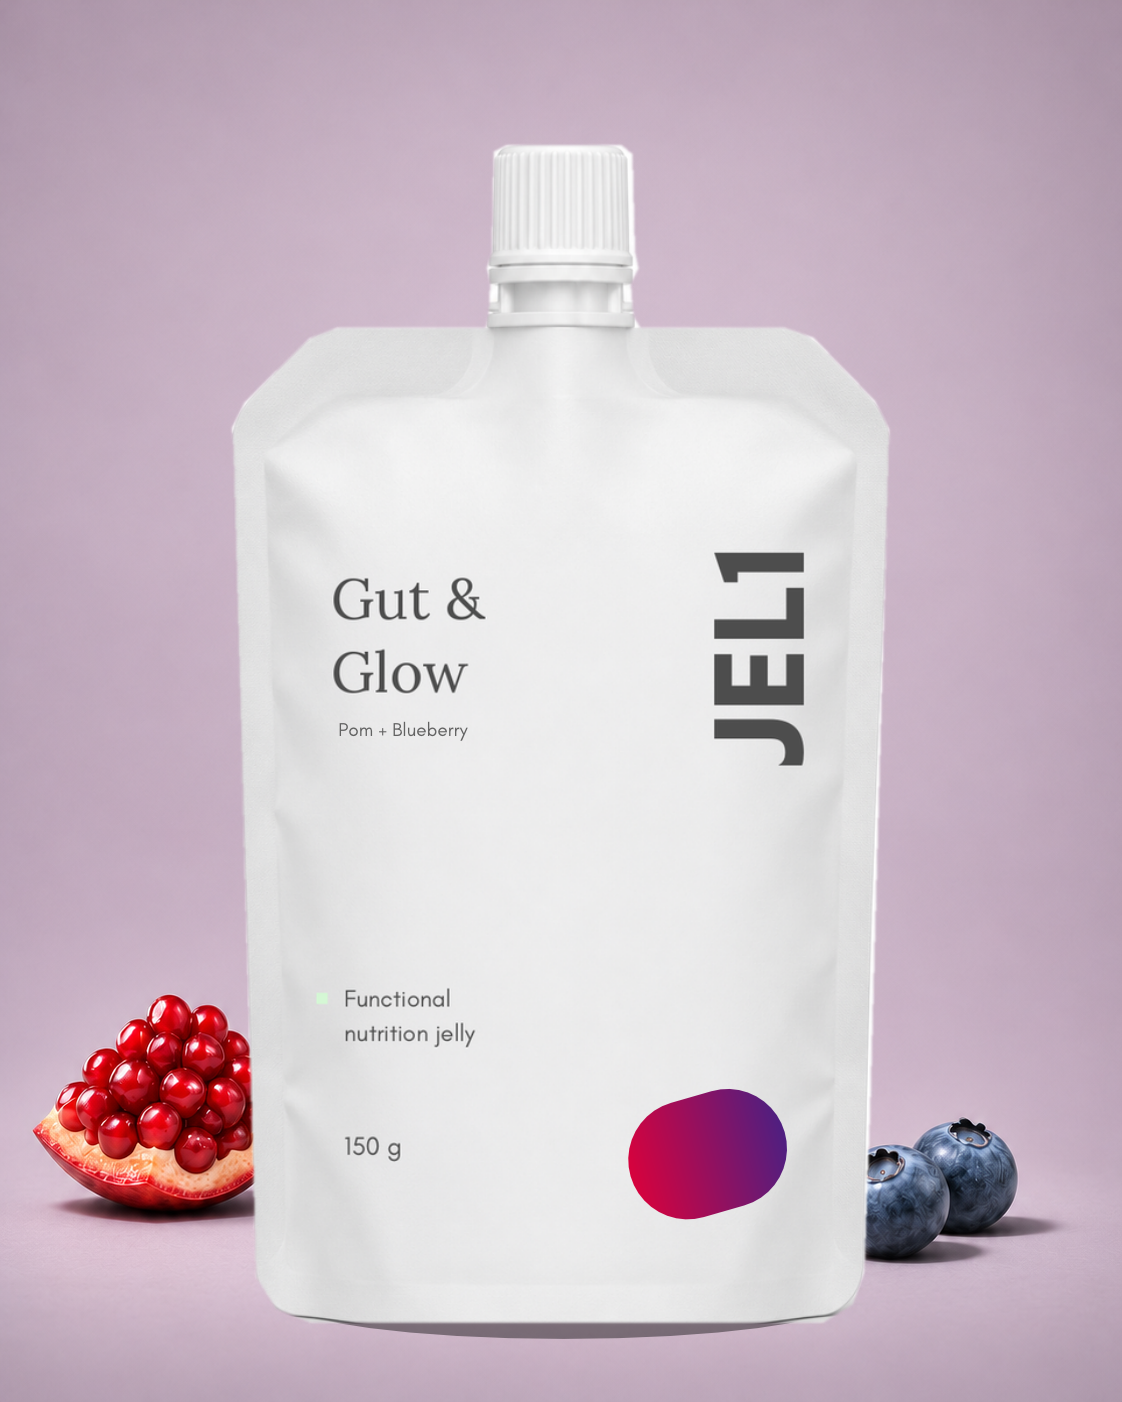 Gut &
Glow
Pom + Blueberry
JEL1
Functional
nutrition jelly
150 g